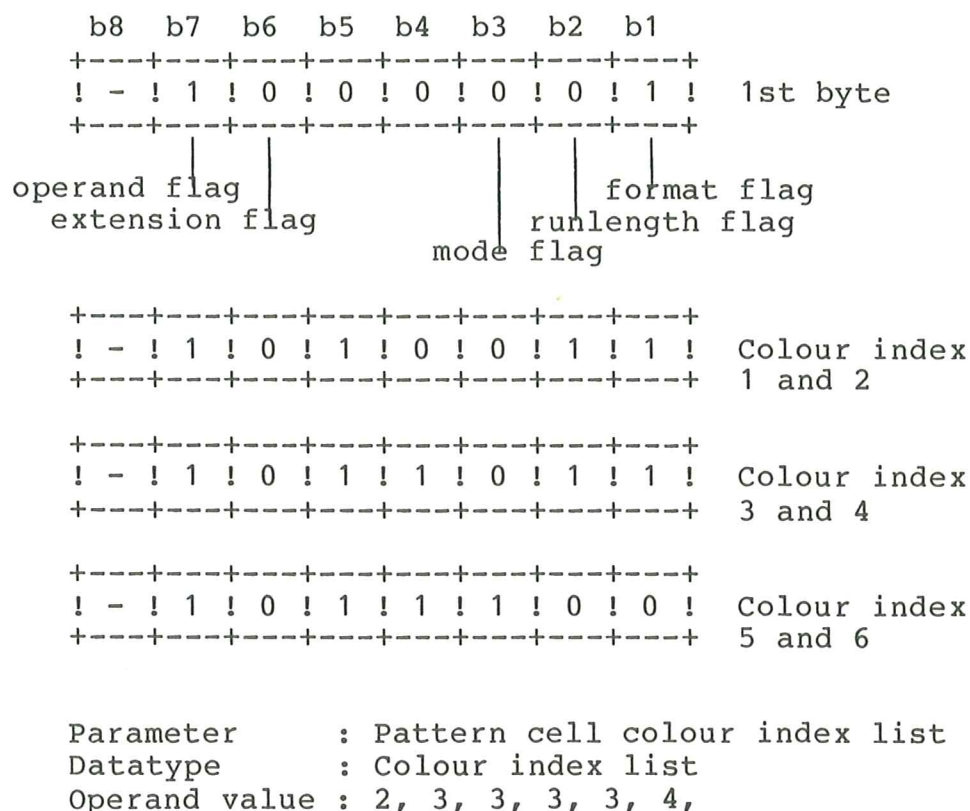 b8 b7 b6 b5 b4 b3 b2 b1
+---+---+---+---+---+---+---+---+
! - ! 1 ! 0 ! 0 ! 0 ! 0 ! 0 ! 1 ! 1st byte
+---+---+---+---+---+---+---+---+
operand flag format flag
extension flag runlength flag
mode flag
+---+---+---+---+---+---+---+---+
! - ! 1 ! 0 ! 1 ! 0 ! 0 ! 1 ! 1 ! Colour index
+---+---+---+---+---+---+---+---+ 1 and 2
+---+---+---+---+---+---+---+---+
! - ! 1 ! 0 ! 1 ! 1 ! 0 ! 1 ! 1 ! Colour index
+---+---+---+---+---+---+---+---+ 3 and 4
+---+---+---+---+---+---+---+---+
! - ! 1 ! 0 ! 1 ! 1 ! 1 ! 0 ! 0 ! Colour index
+---+---+---+---+---+---+---+---+ 5 and 6
Parameter : Pattern cell colour index list
Datatype : Colour index list
Operand value : 2, 3, 3, 3, 3, 4,